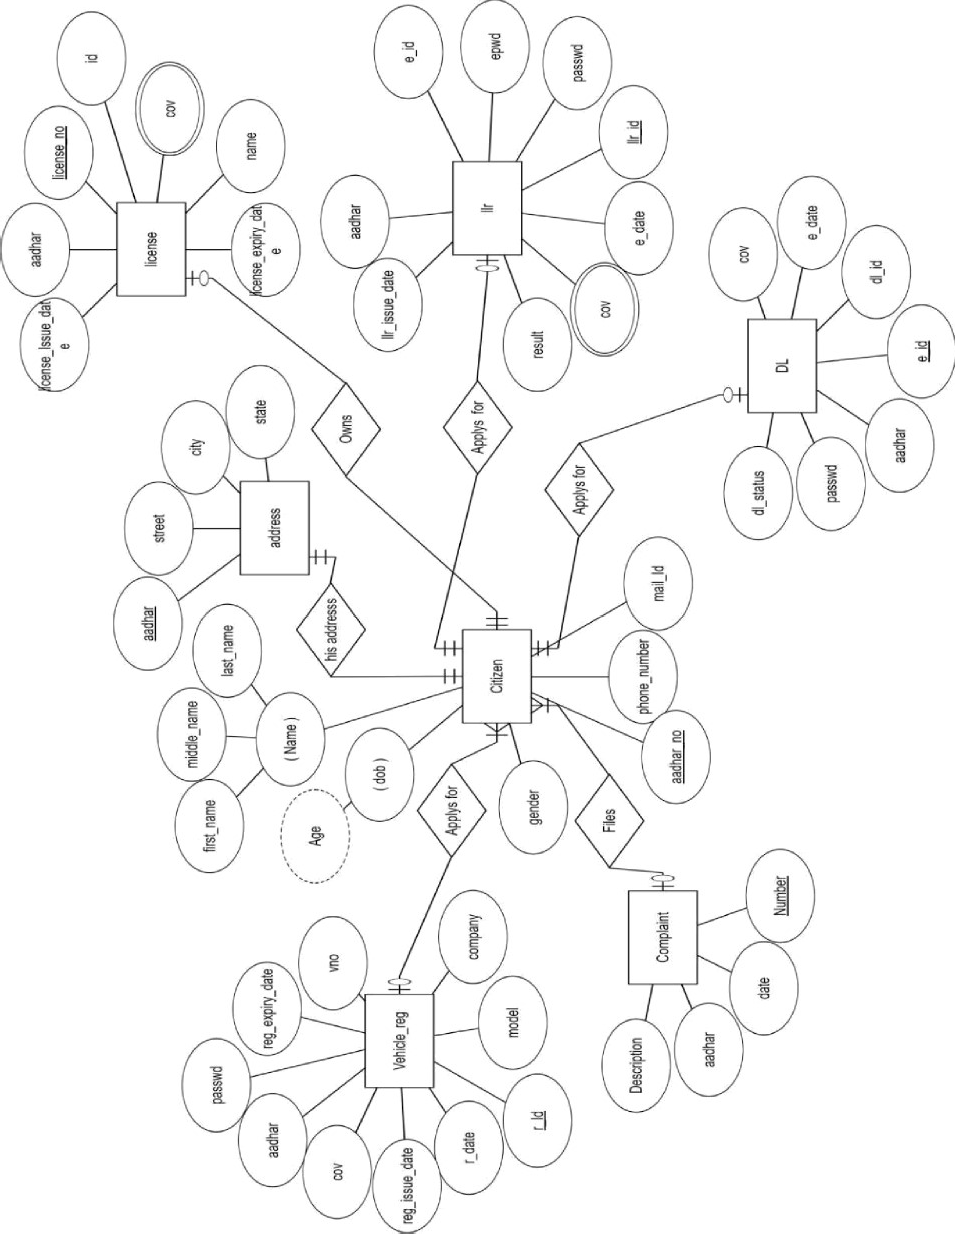 first_name
middle_name
last_name
( Name )
Age
( dob )
gender
aadhar_no
phone_number
mail_Id
Citizen
his addresss
aadhar
street
city
state
address
Owns
license_Issue_dat
e
aadhar
license_no
id
cov
name
license_expiry_dat
e
license
Applys for
llr_issue_date
aadhar
e_id
epwd
passwd
llr_id
e_date
cov
result
llr
Applys for
dl_status
cov
e_date
dl_id
e_id
aadhar
passwd
DL
Applys for
reg_issue_date
cov
aadhar
passwd
reg_expiry_date
vno
company
model
r_Id
r_date
Vehicle_reg
Files
Description
aadhar
date
Number
Complaint